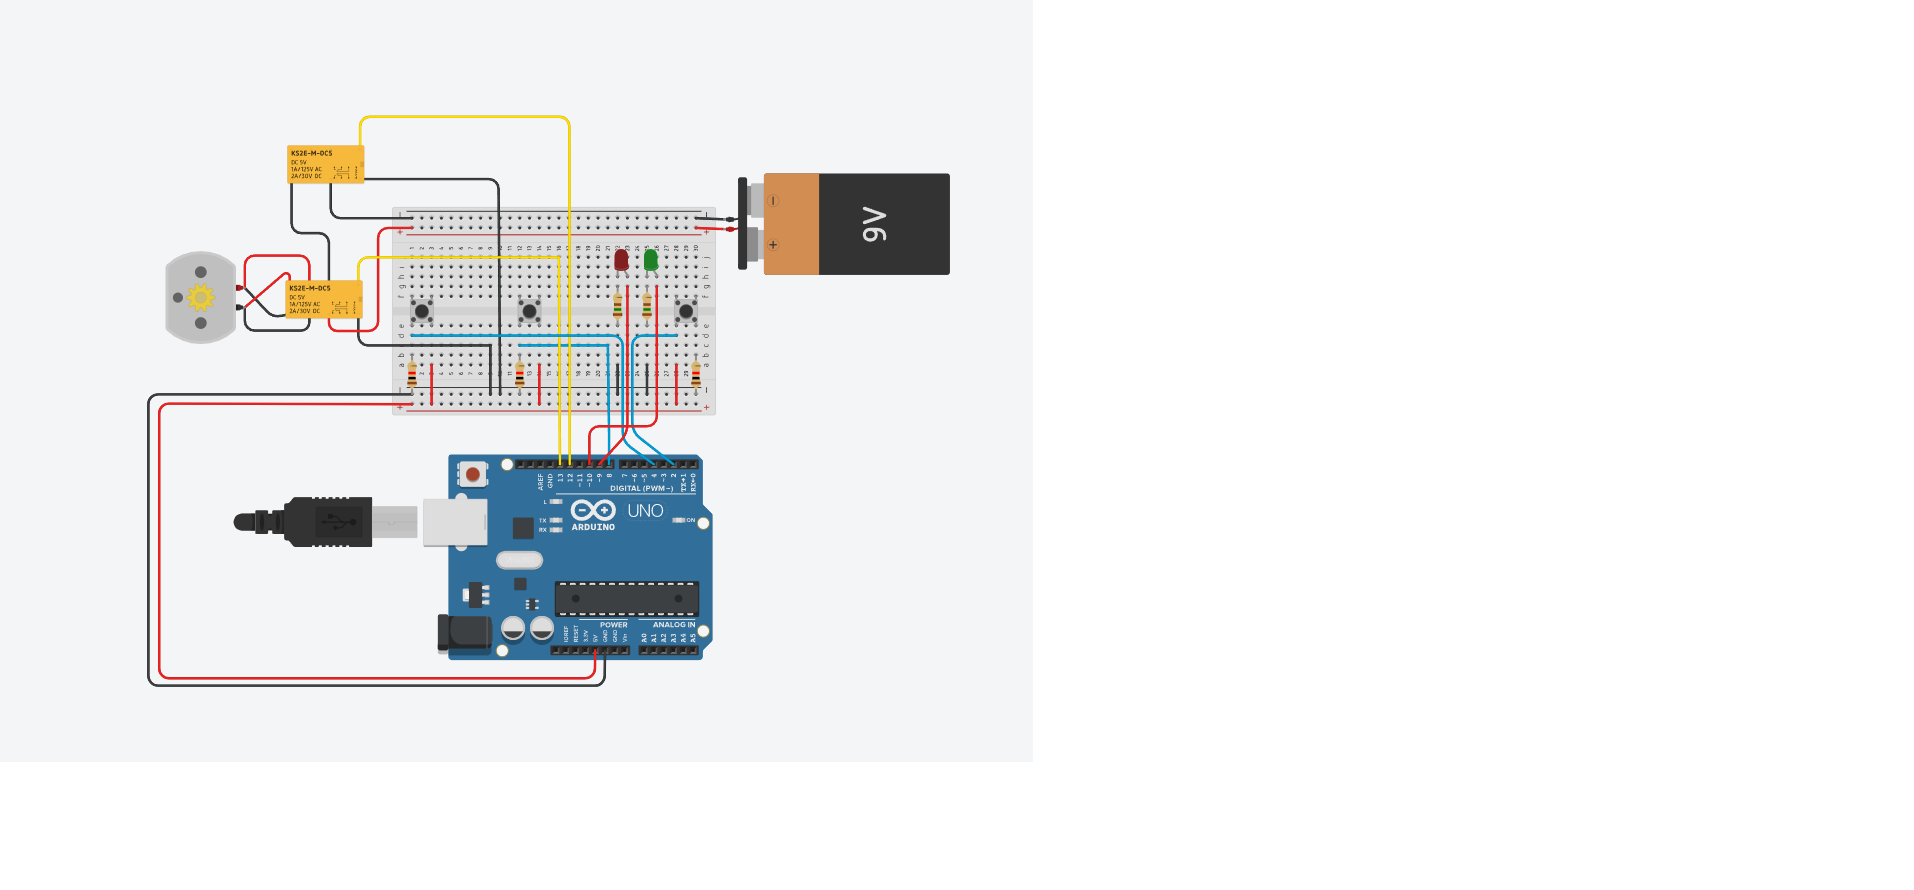 KS2E-M-DC5
DC 5V
1A/125V AC
2A/30V DC
9V
KS2E-M-DC5
DC 5V
1A/125V AC
2A/30V DC
AREF
GND
13
12
~11
~10
~9
8
7
~6
~5
4
~3
2
TX→1
RX←0
DIGITAL (PWM~)
L
TX
RX
ARDUINO
UNO
ON
POWER
ANALOG IN
IOREF
RESET
3.3V
5V
GND
GND
Vin
A0
A1
A2
A3
A4
A5